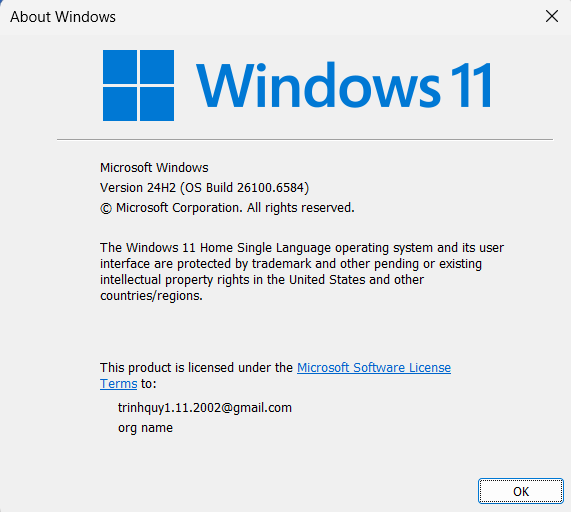 About Windows
Windows 11
Microsoft Windows
Version 24H2 (OS Build 26100.6584)
© Microsoft Corporation. All rights reserved.
The Windows 11 Home Single Language operating system and its user
interface are protected by trademark and other pending or existing
intellectual property rights in the United States and other
countries/regions.
This product is licensed under the Microsoft Software License
Terms to:
trinhquy1.11.2002@gmail.com
org name
OK